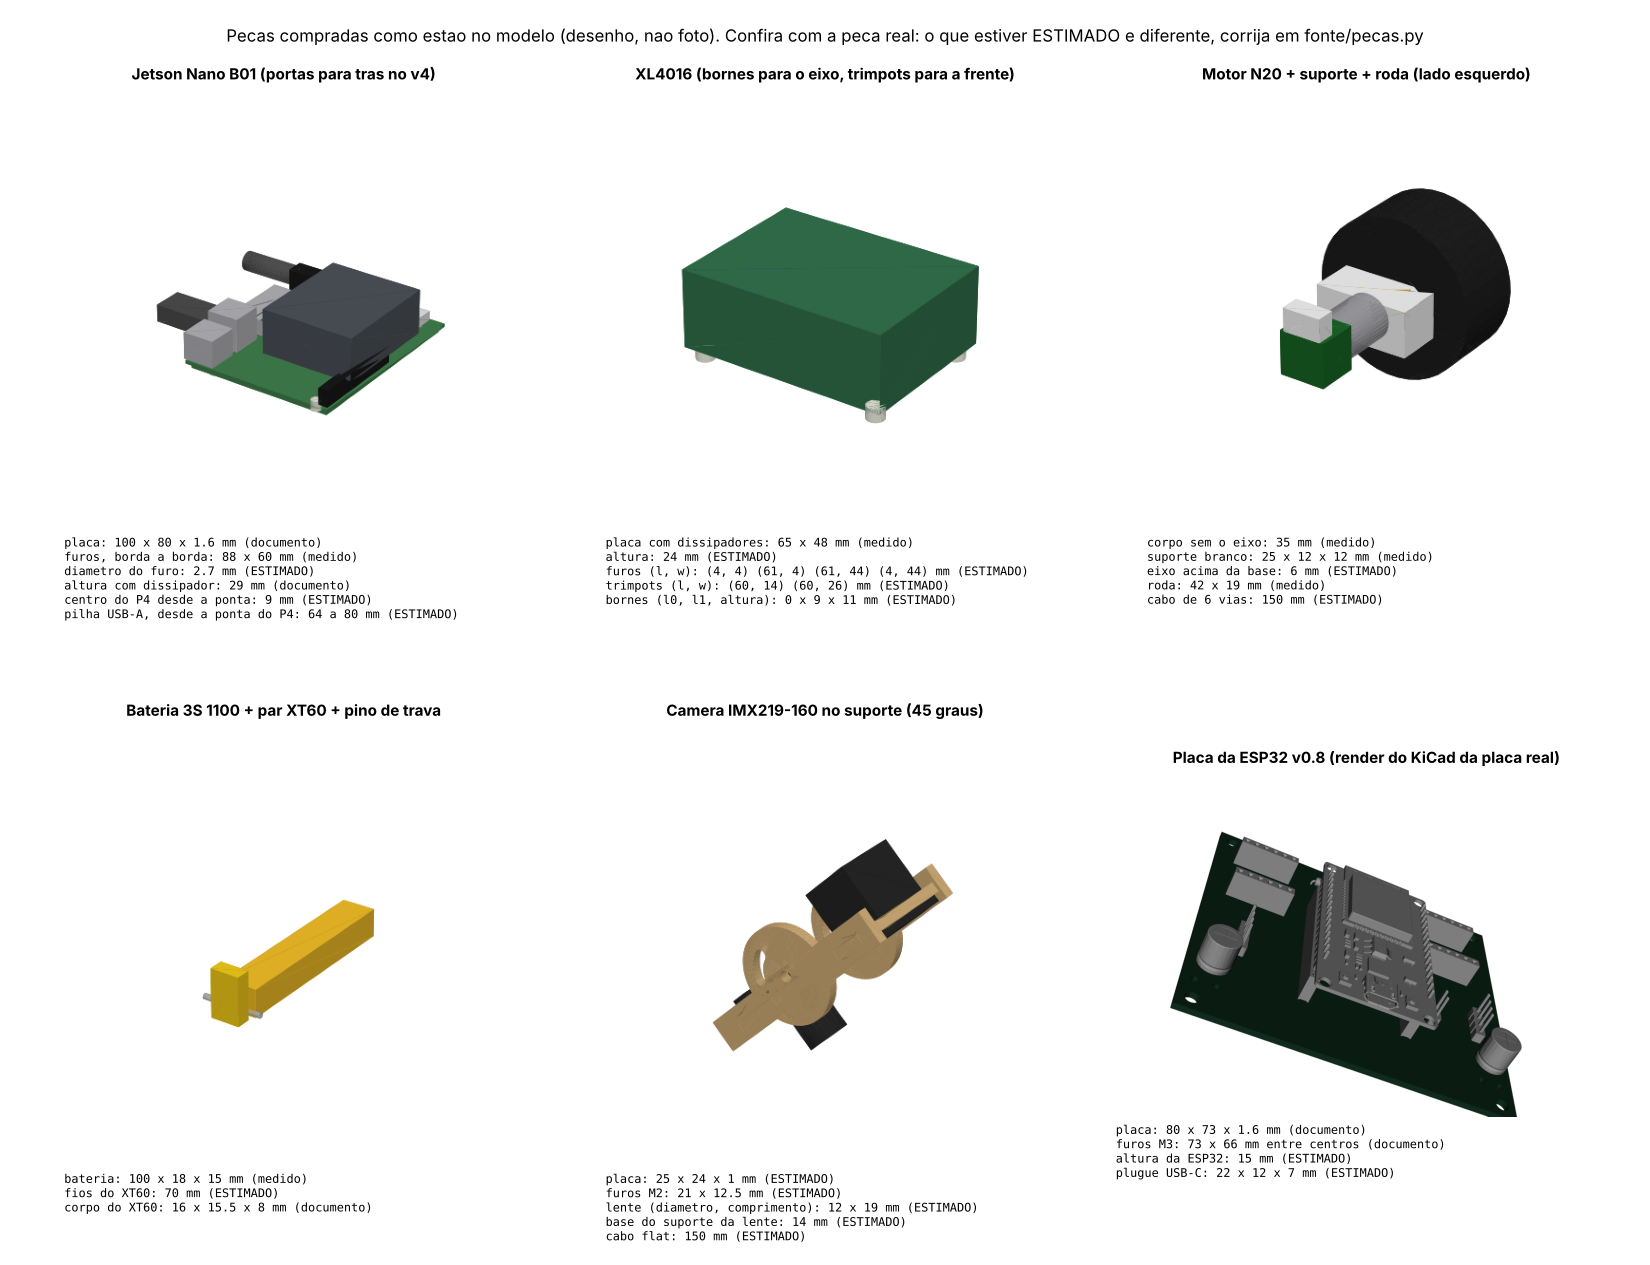 Pecas compradas como estao no modelo (desenho, nao foto). Confira com a peca real: o que estiver ESTIMADO e diferente, corrija em fonte/pecas.py
Jetson Nano B01 (portas para tras no v4)
placa: 100 x 80 x 1.6 mm (documento)
furos, borda a borda: 88 x 60 mm (medido)
diametro do furo: 2.7 mm (ESTIMADO)
altura com dissipador: 29 mm (documento)
centro do P4 desde a ponta: 9 mm (ESTIMADO)
pilha USB-A, desde a ponta do P4: 64 a 80 mm (ESTIMADO)
XL4016 (bornes para o eixo, trimpots para a frente)
placa com dissipadores: 65 x 48 mm (medido)
altura: 24 mm (ESTIMADO)
furos (l, w): (4, 4) (61, 4) (61, 44) (4, 44) mm (ESTIMADO)
trimpots (l, w): (60, 14) (60, 26) mm (ESTIMADO)
bornes (l0, l1, altura): 0 x 9 x 11 mm (ESTIMADO)
Motor N20 + suporte + roda (lado esquerdo)
corpo sem o eixo: 35 mm (medido)
suporte branco: 25 x 12 x 12 mm (medido)
eixo acima da base: 6 mm (ESTIMADO)
roda: 42 x 19 mm (medido)
cabo de 6 vias: 150 mm (ESTIMADO)
Bateria 3S 1100 + par XT60 + pino de trava
bateria: 100 x 18 x 15 mm (medido)
fios do XT60: 70 mm (ESTIMADO)
corpo do XT60: 16 x 15.5 x 8 mm (documento)
Camera IMX219-160 no suporte (45 graus)
placa: 25 x 24 x 1 mm (ESTIMADO)
furos M2: 21 x 12.5 mm (ESTIMADO)
lente (diametro, comprimento): 12 x 19 mm (ESTIMADO)
base do suporte da lente: 14 mm (ESTIMADO)
cabo flat: 150 mm (ESTIMADO)
Placa da ESP32 v0.8 (render do KiCad da placa real)
placa: 80 x 73 x 1.6 mm (documento)
furos M3: 73 x 66 mm entre centros (documento)
altura da ESP32: 15 mm (ESTIMADO)
plugue USB-C: 22 x 12 x 7 mm (ESTIMADO)